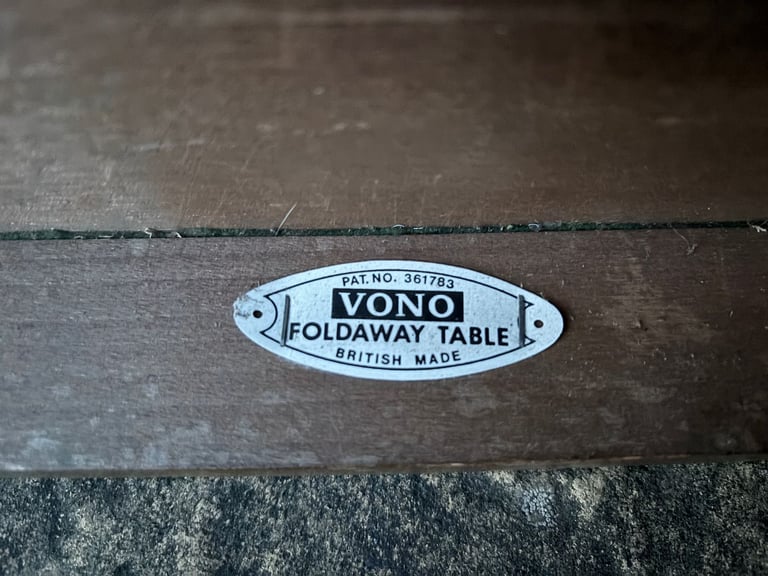 PAT. NO. 361783
VONO
FOLDAWAY TABLE
BRITISH MADE